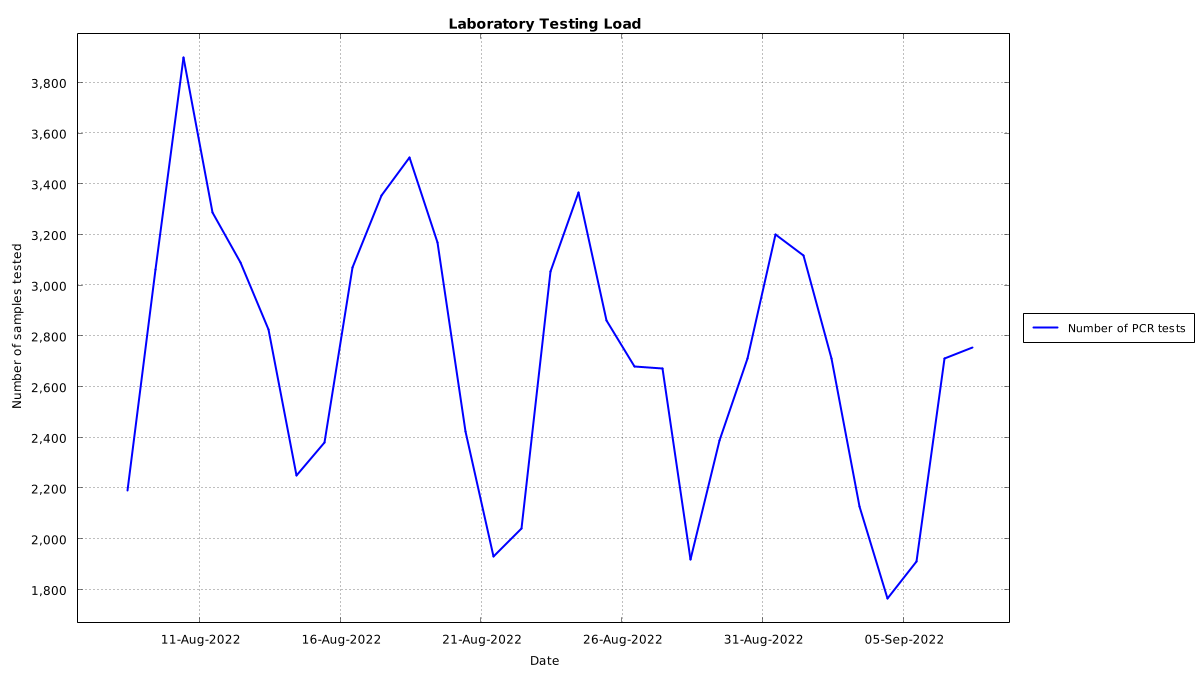 Laboratory Testing Load
3,800
3,600
3,400
3,200
3,000
2,800
2,600
2,400
2,200
2,000
1,800
Number of samples tested
11-Aug-2022 16-Aug-2022 21-Aug-2022 26-Aug-2022 31-Aug-2022 05-Sep-2022
Date
Number of PCR tests